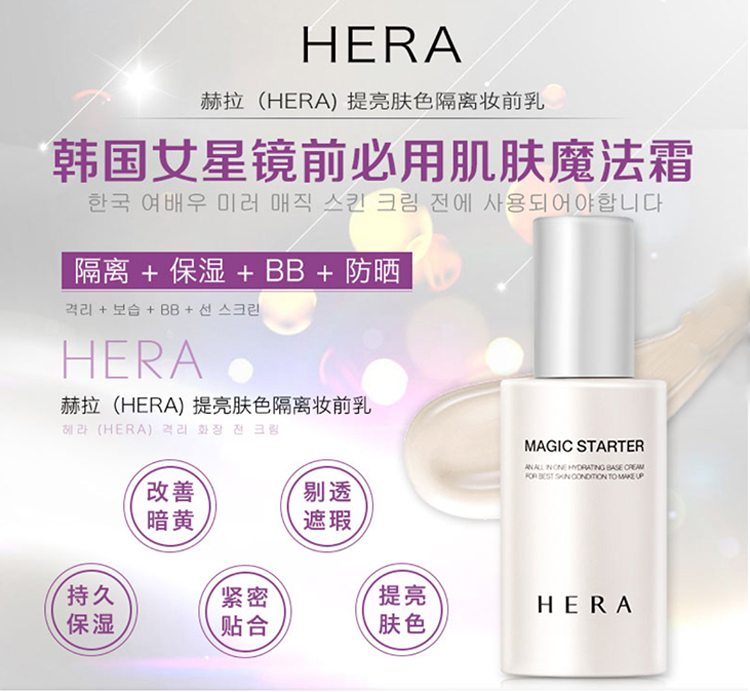 HERA
赫拉（HERA) 提亮肤色隔离妆前乳
韩国女星镜前必用肌肤魔法霜
한국 여배우 미러 매직 스킨 크림 전에 사용되어야합니다
隔离 + 保湿 + BB + 防晒
격리 + 보습 + BB + 선 스크린
HERA
赫拉（HERA) 提亮肤色隔离妆前乳
헤라 (HERA) 격리 화장 전 크림
改善
暗黄
剔透
遮瑕
持久
保湿
紧密
贴合
提亮
肤色
MAGIC STARTER
AN ALL IN ONE HYDRATING BASE CREAM
FOR BEST SKIN CONDITION TO MAKE UP
HERA